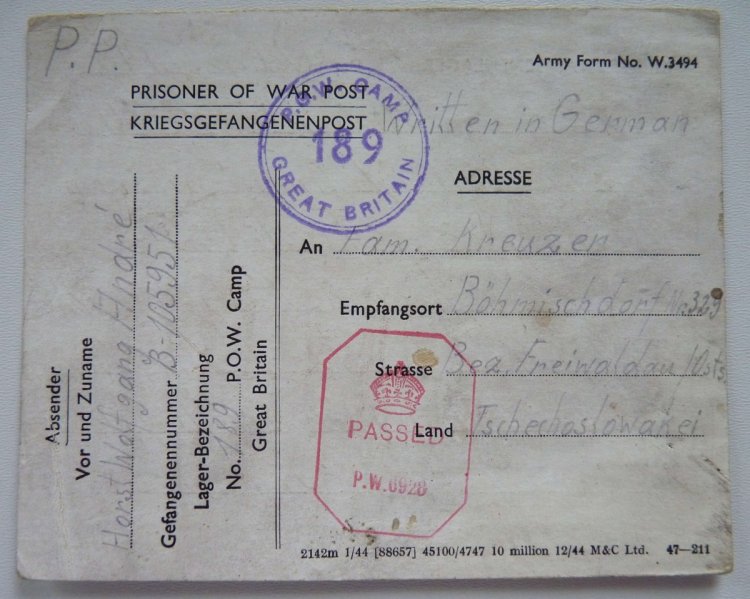 P.P.
Army Form No. W.3494
PRISONER OF WAR POST
KRIEGSGEFANGENENPOST
P.O.W. CAMP
189
GREAT BRITAIN
Written in German
ADRESSE
An Fam. Kreuzer
Empfangsort Böhmischdorf Nr. 329
Strasse Bez. Freiwaldau
Land Tschechoslowakei
PASSED
P.W. 0928
Absender
Vor und Zuname
Horst Wolfgang André
Gefangenennummer B-105951
Lager-Bezeichnung
No. 189 P.O.W. Camp
Great Britain
2142m 1/44 [88657] 45100/4747 10 million 12/44 M&C Ltd. 47—211